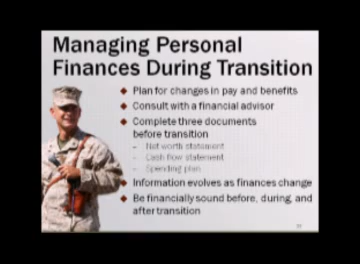 Managing Personal
Finances During Transition
Plan for changes in pay and benefits
Consult with a financial advisor
Complete three documents
before transition
- Net worth statement
- Cash flow statement
- Spending plan
Information evolves as finances change
Be financially sound before, during, and
after transition